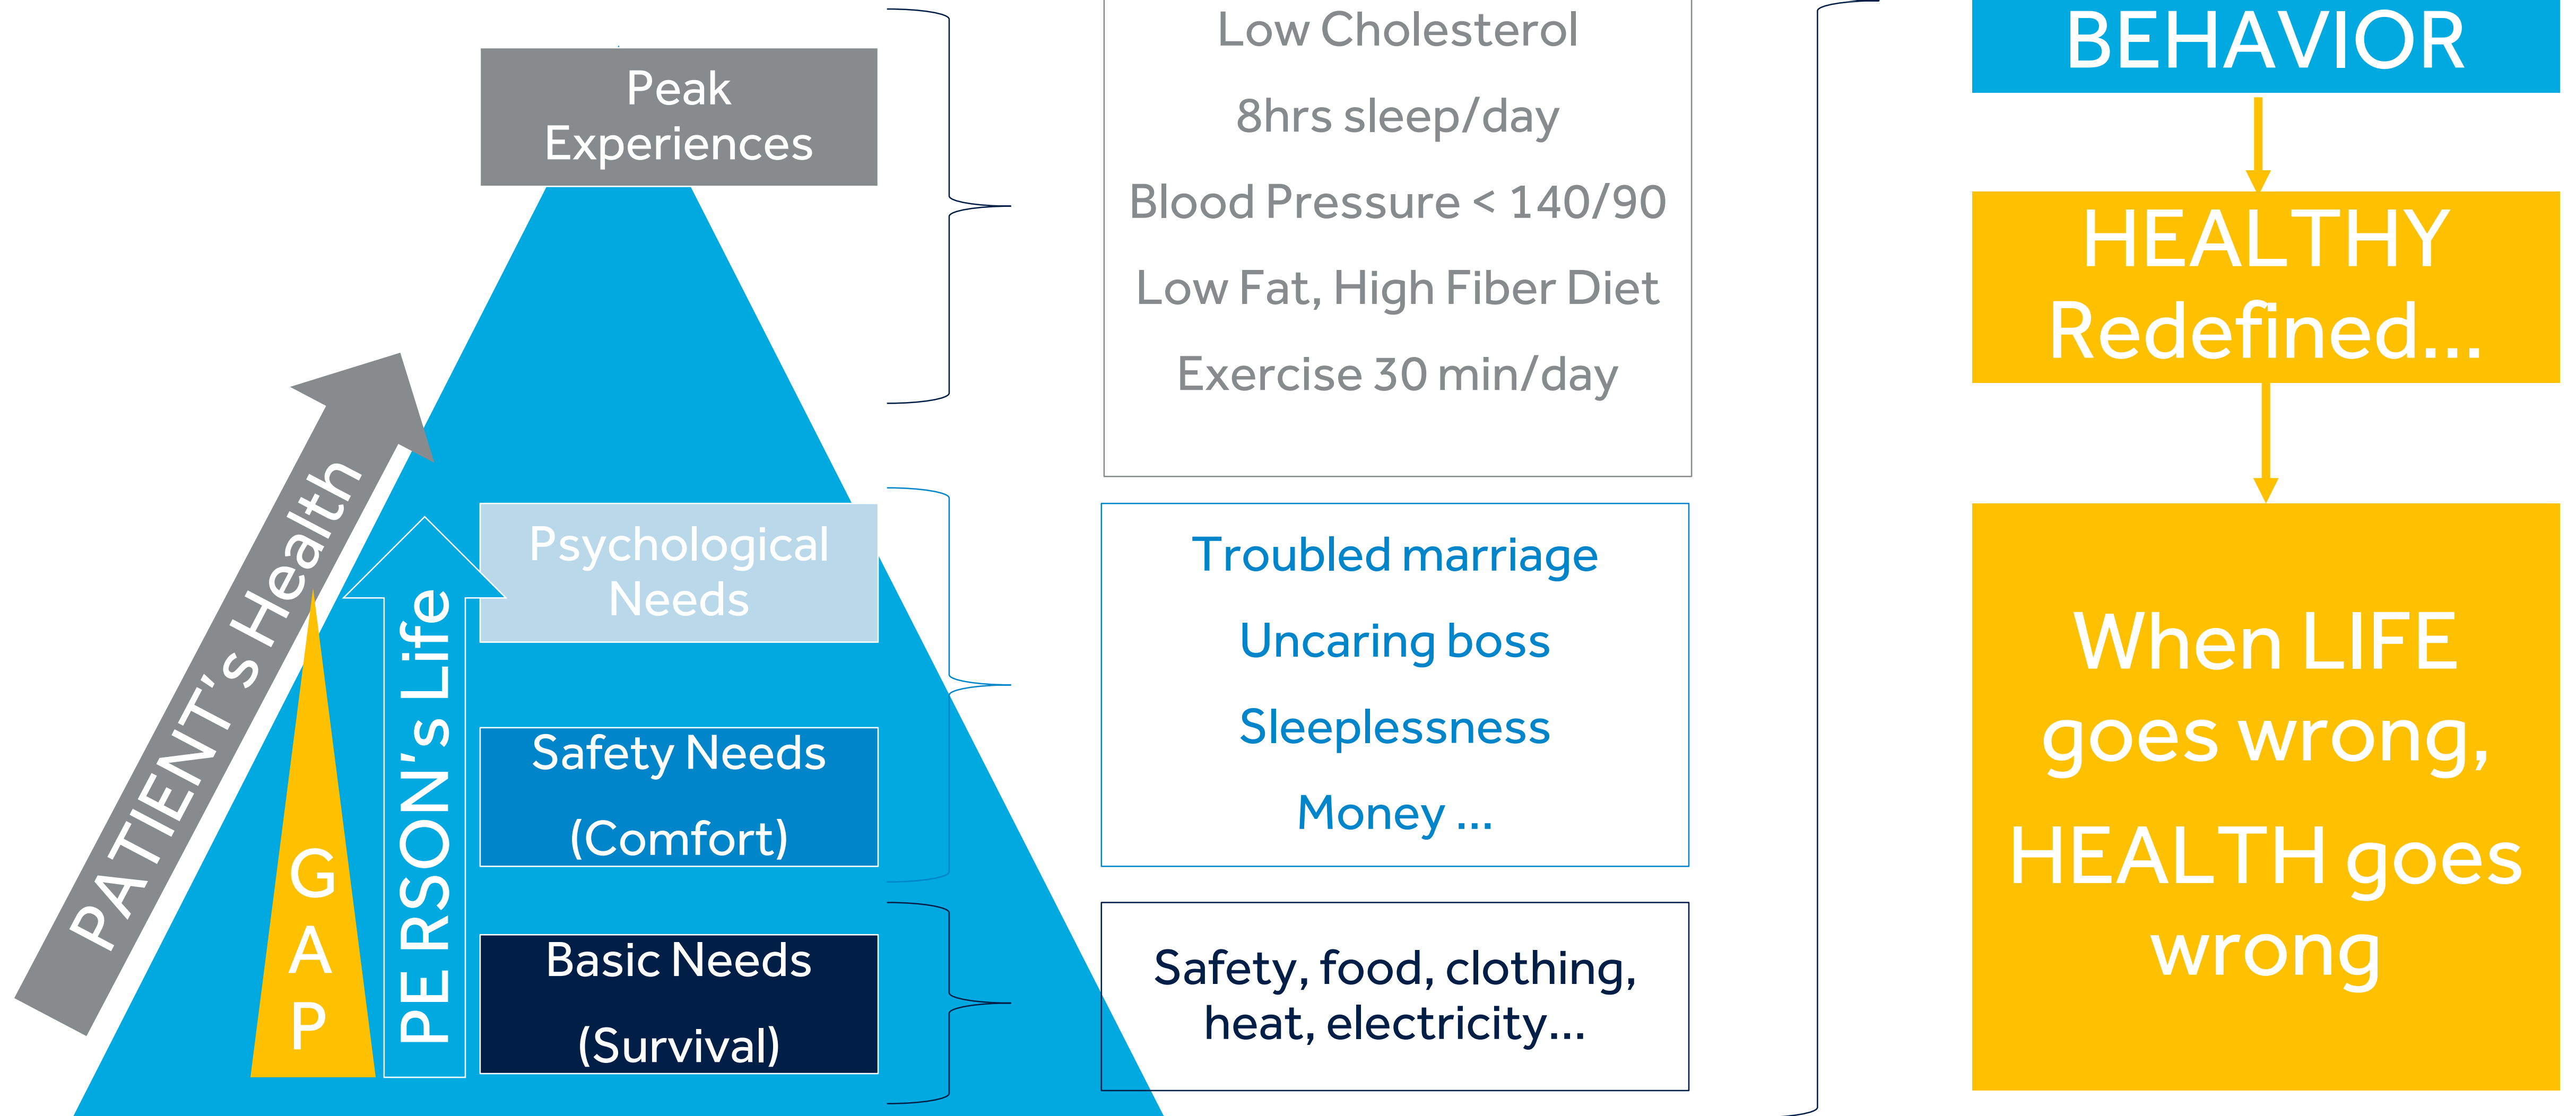 Peak
Experiences
PATIENT's Health
G
A
P
PE RSON's Life
Psychological
Needs
Safety Needs
(Comfort)
Basic Needs
(Survival)
Low Cholesterol
8hrs sleep/day
Blood Pressure < 140/90
Low Fat, High Fiber Diet
Exercise 30 min/day
Troubled marriage
Uncaring boss
Sleeplessness
Money ...
Safety, food, clothing,
heat, electricity...
BEHAVIOR
HEALTHY
Redefined...
When LIFE
goes wrong,
HEALTH goes
wrong